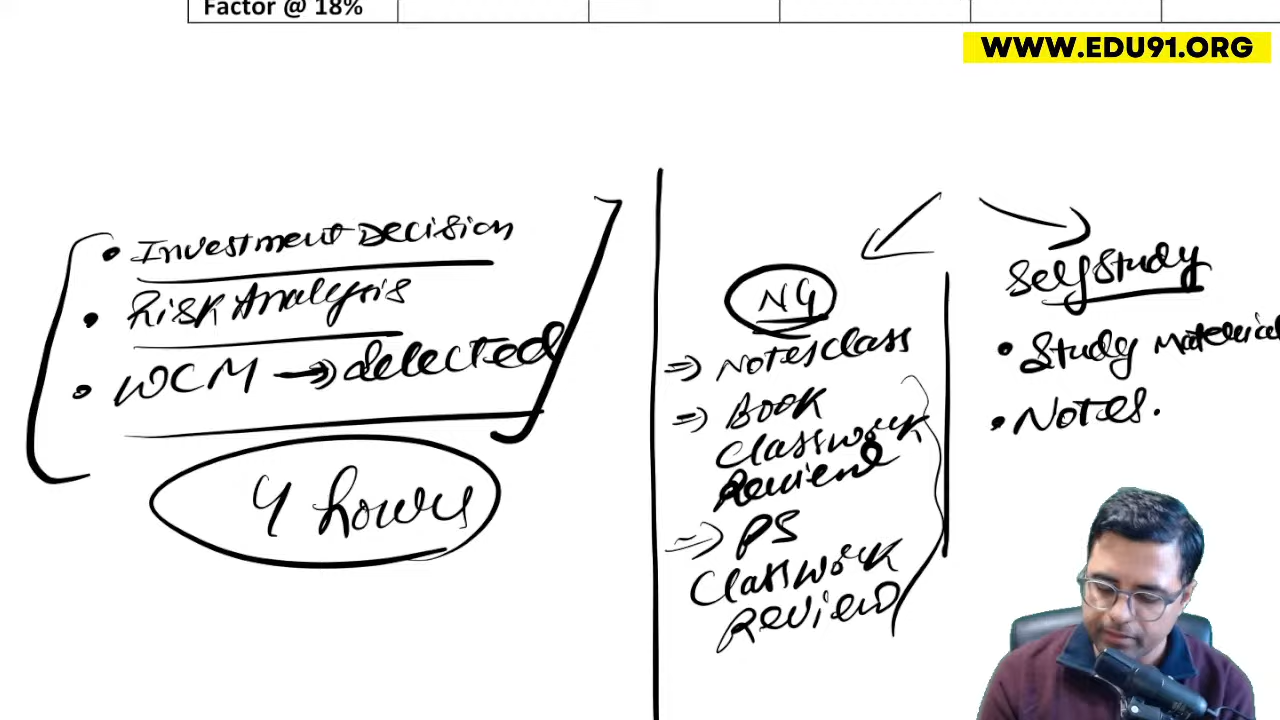 Factor @ 18%
WWW.EDU91.ORG
• Investment Decision
• Risk Analysis
• WCM → delected
4 hours
NG
⇒ Notes class
⇒ Book
Classwork
Review
⇒ PS
Classwork
Review
Self Study
• Study Material
• Notes.